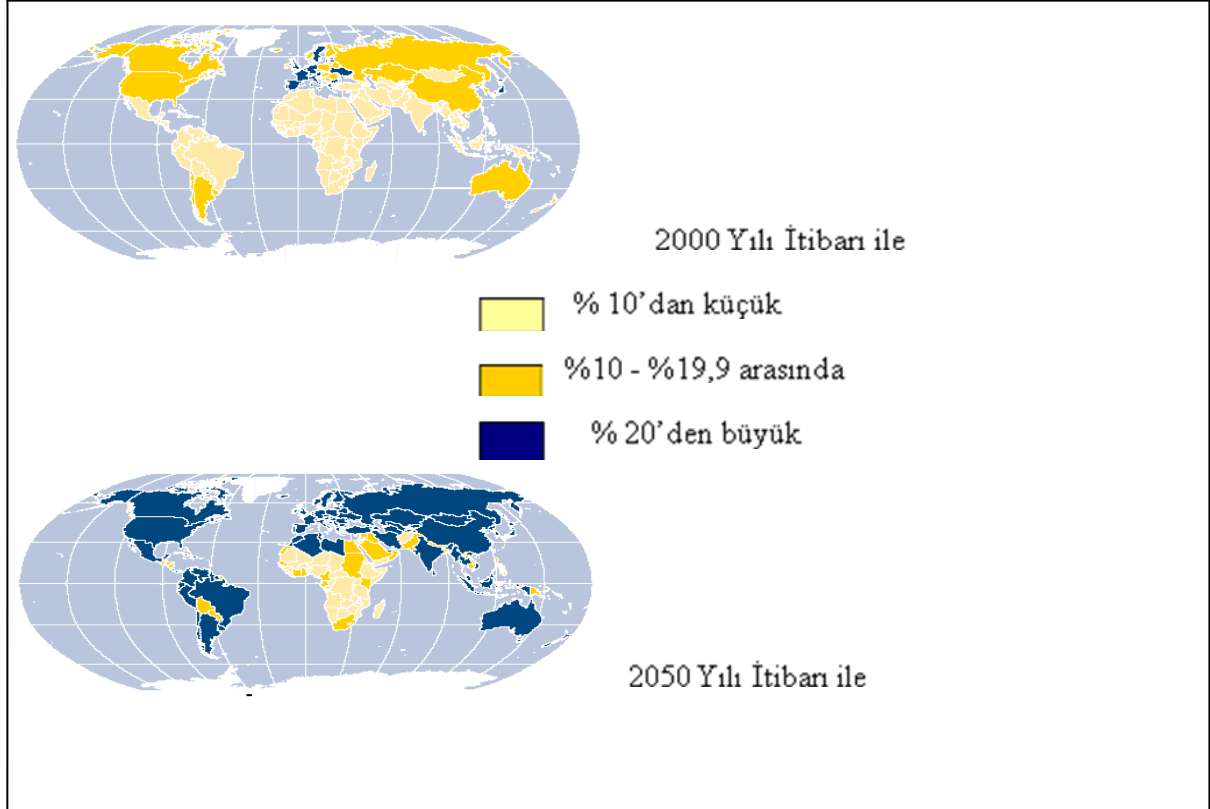 2000 Yılı İtibarı ile
% 10’dan küçük
%10 - %19,9 arasında
% 20’den büyük
2050 Yılı İtibarı ile